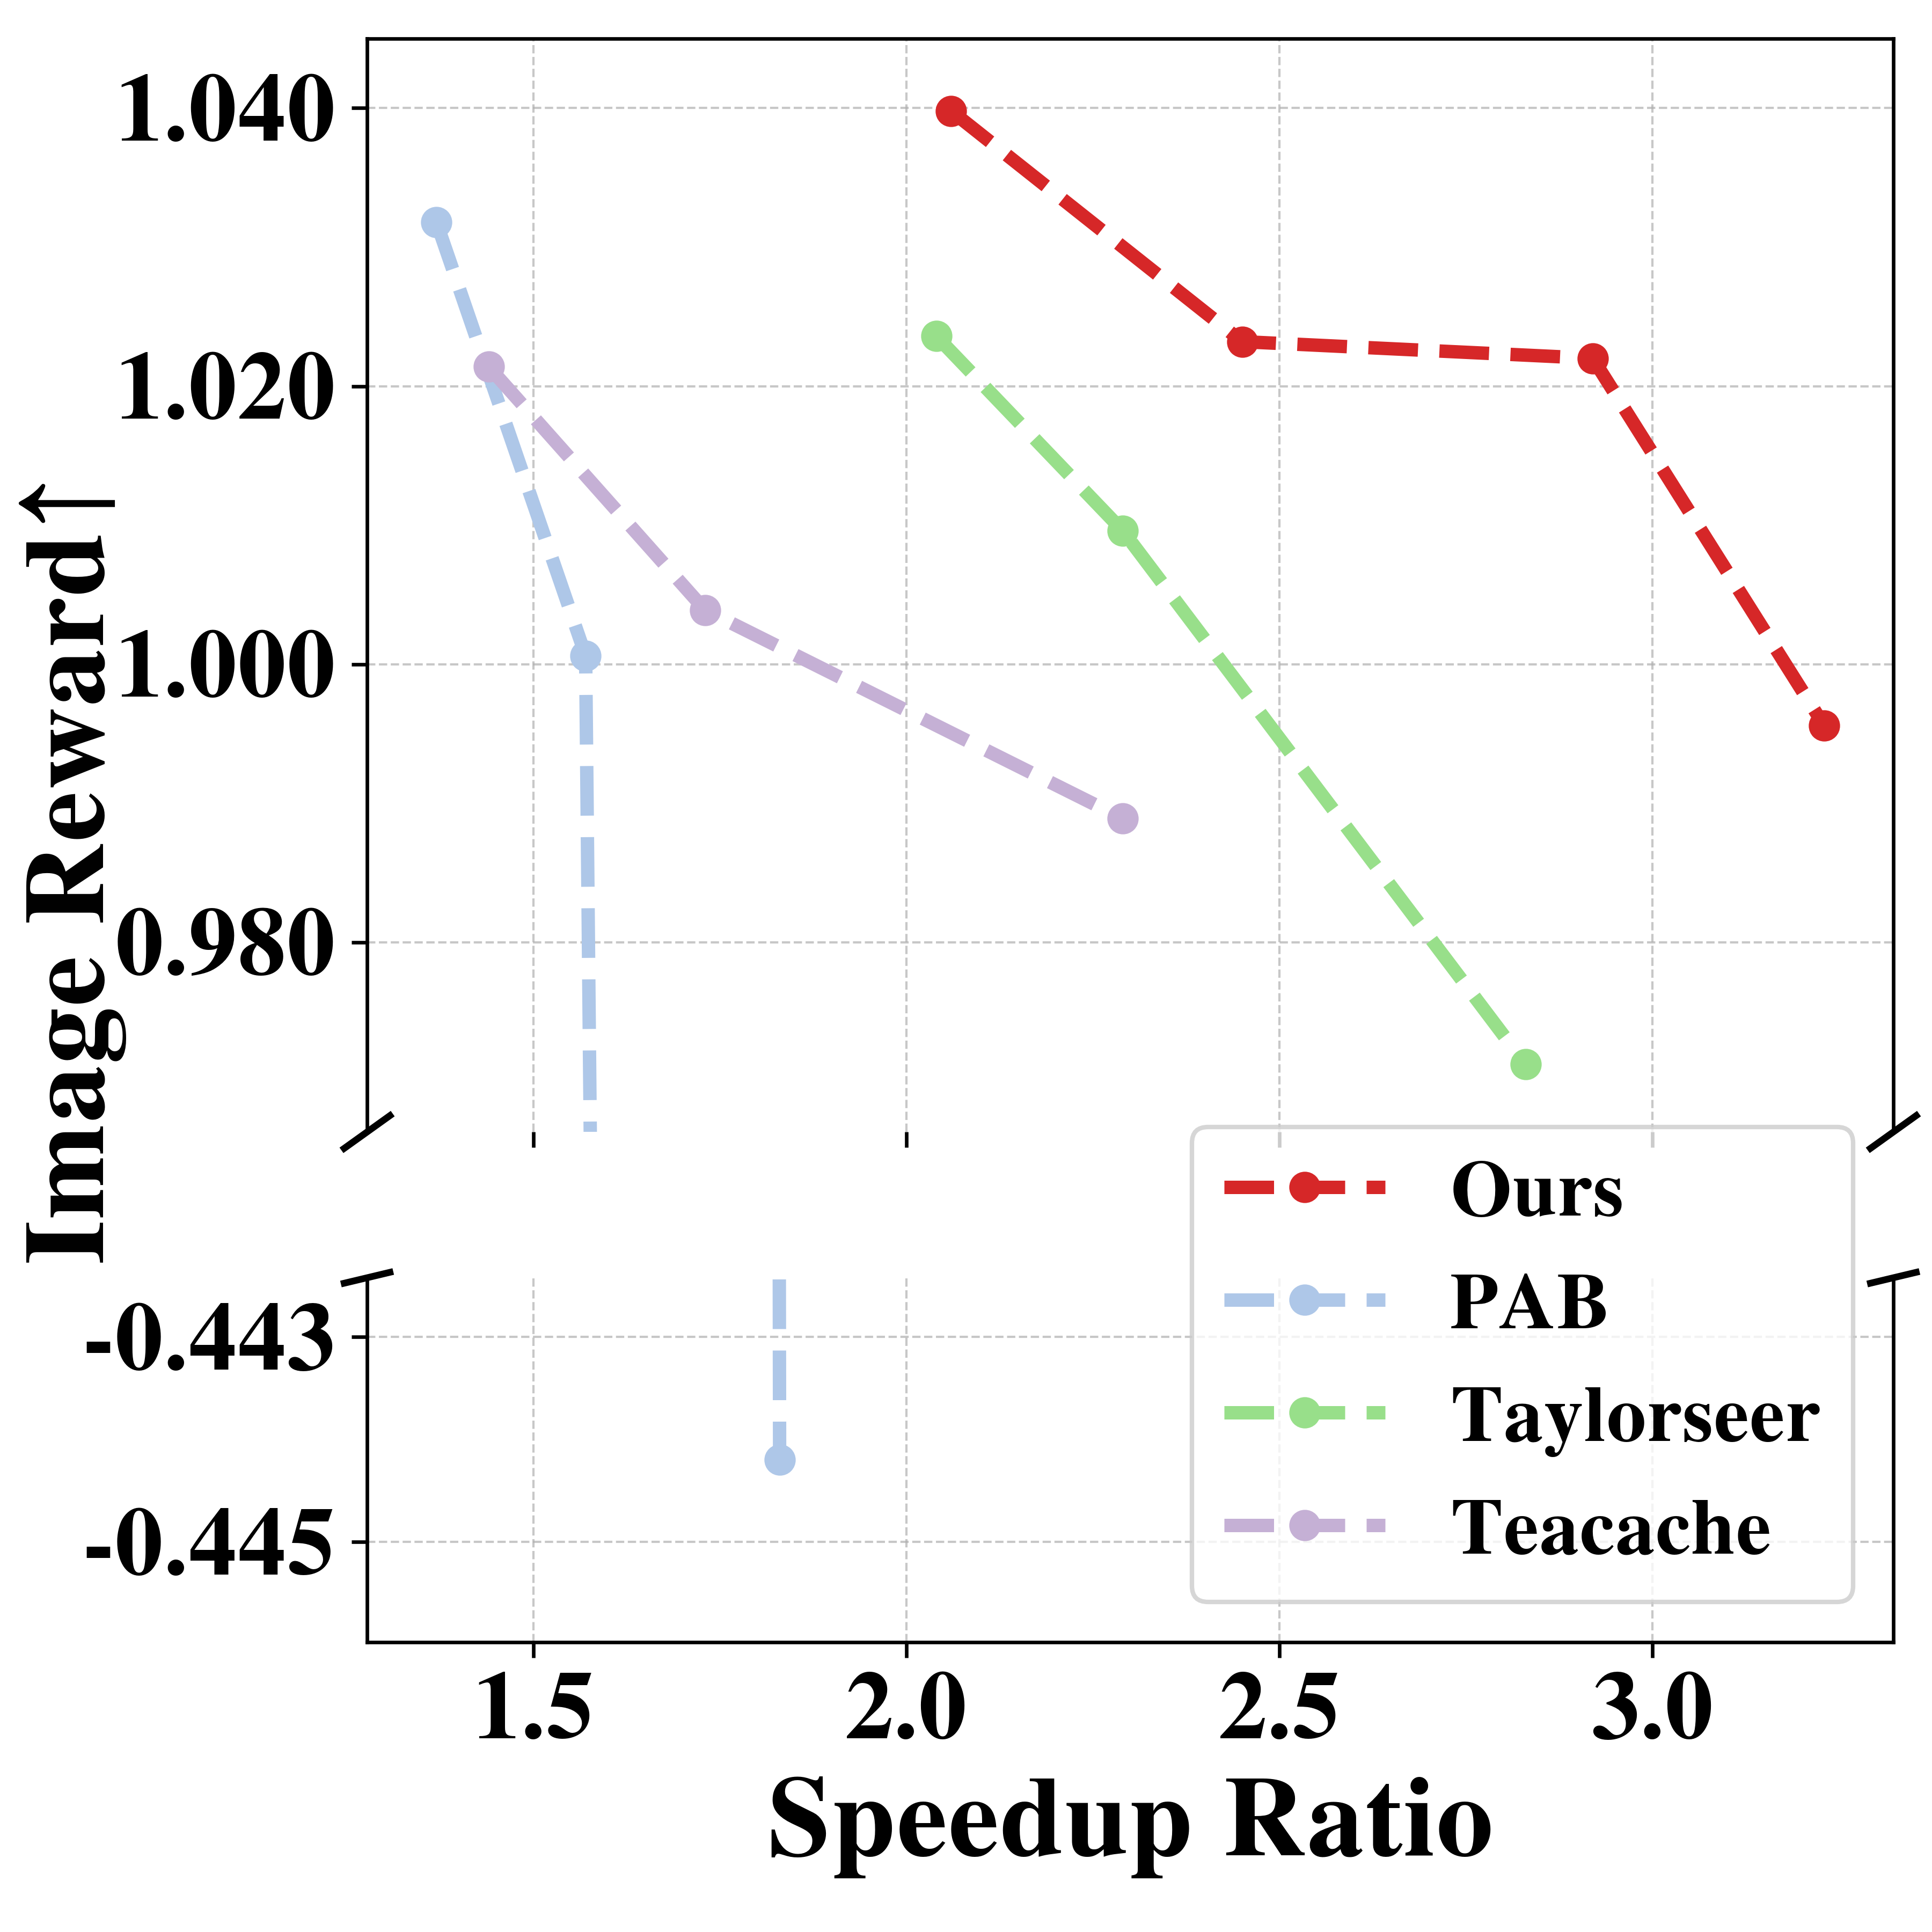 Image Reward↑
1.040
1.020
1.000
0.980
-0.443
-0.445
Ours
PAB
Taylorseer
Teacache
1.5 2.0 2.5 3.0
Speedup Ratio